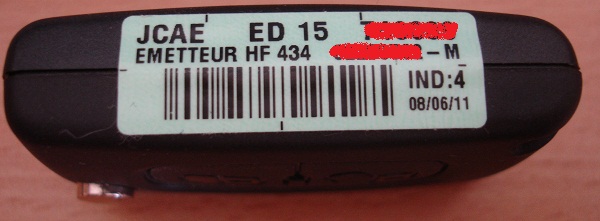 JCAE ED 15
EMETTEUR HF 434 - M
IND:4
08/06/11